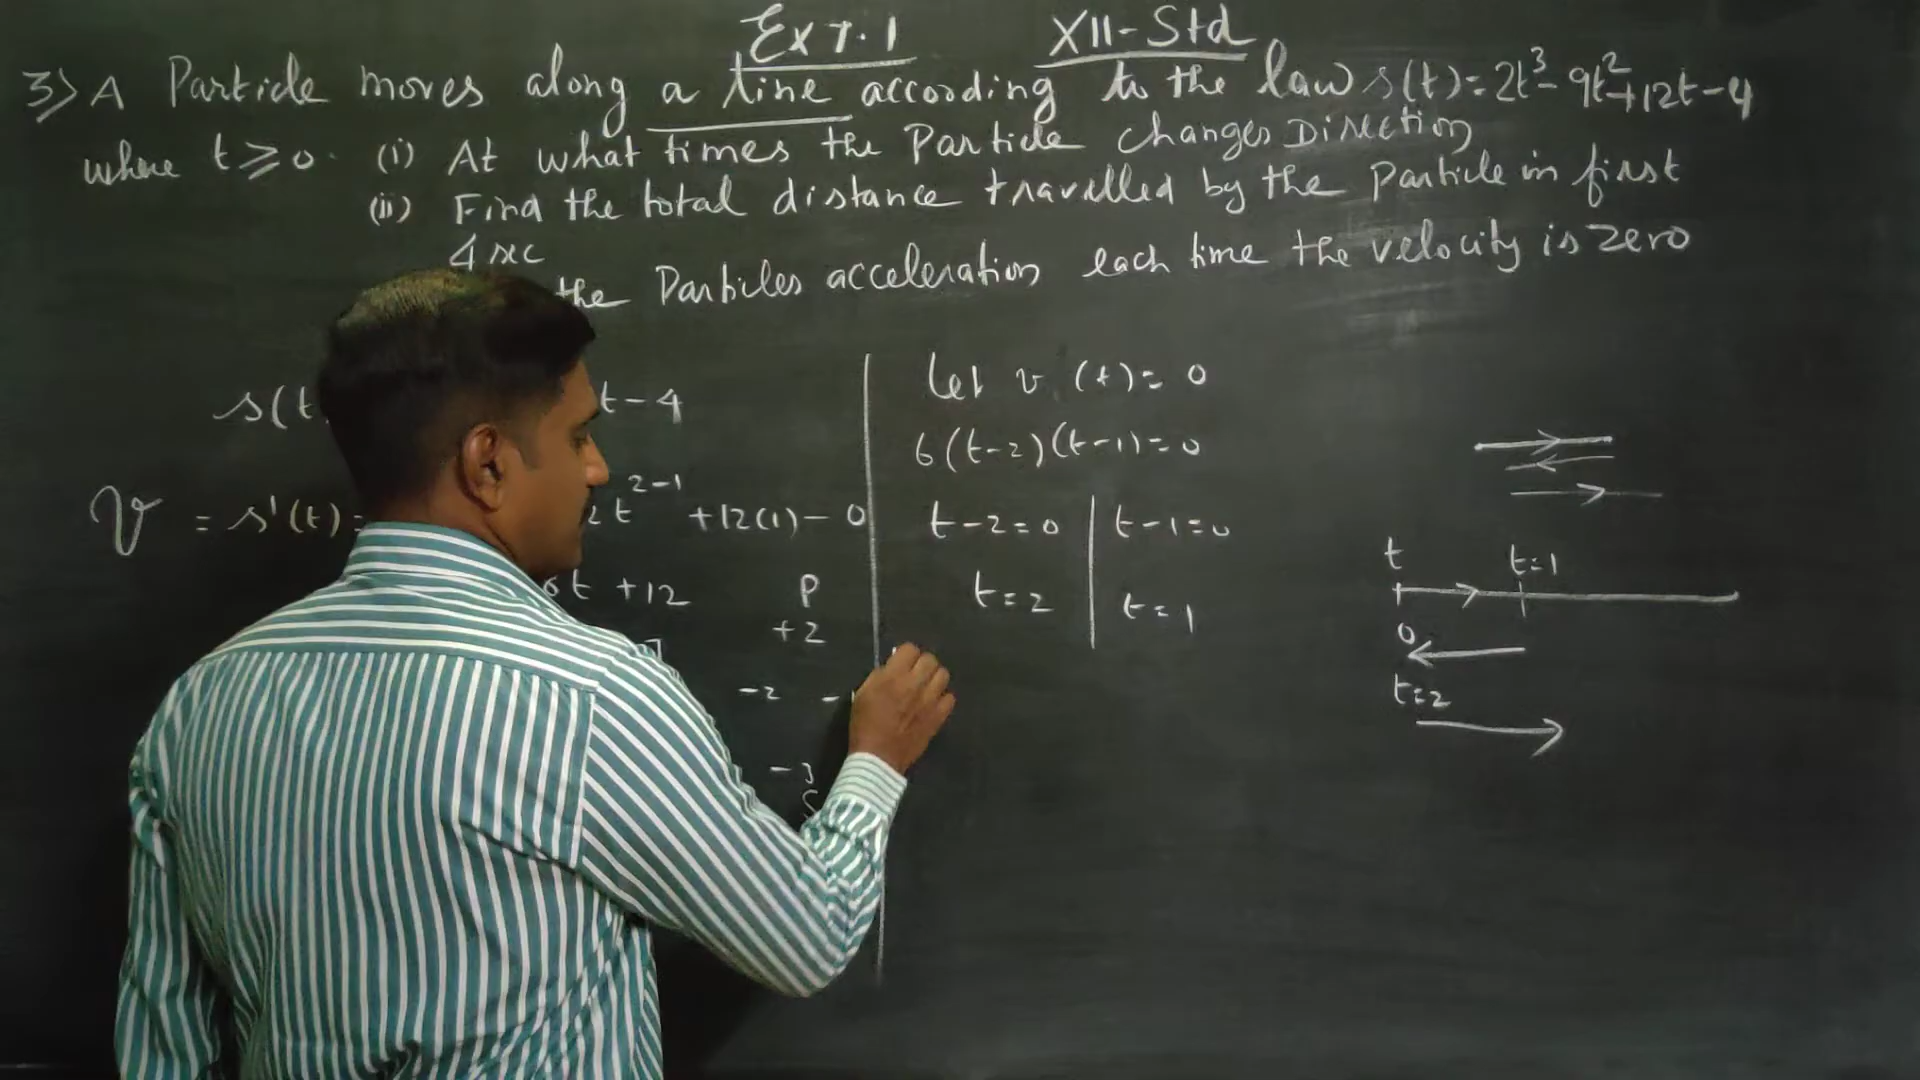 Ex 7.1 XII-Std
3) A Particle moves along a line according to the law s(t)=2t³-9t²+12t-4
where t⩾0. (i) At what times the Particle changes Direction
(ii) Find the total distance travelled by the Particle in first
4 sec
the Particles acceleration each time the velocity is zero
s(t t-4
V = s'(t)= 2t²⁻¹ +12(1)-0
6t +12
P
+2
-2
-3
S
Let v (t)=0
6(t-2)(t-1)=0
t-2=0 t-1=0
t=2 t=1
t t=1
0
t=2